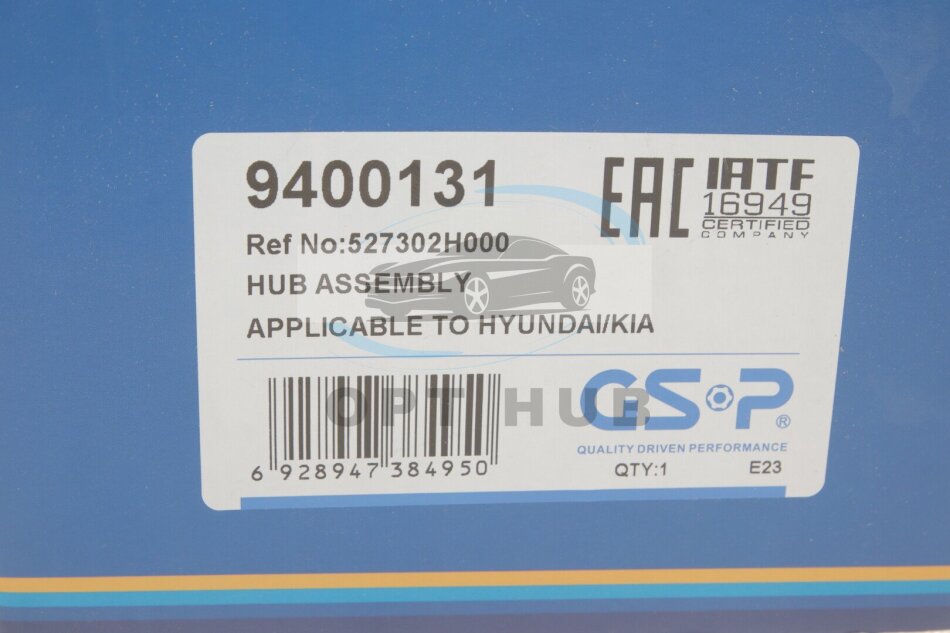 9400131
EAC
IATF
16949
CERTIFIED
COMPANY
Ref No:527302H000
HUB ASSEMBLY
APPLICABLE TO HYUNDAI/KIA
OPT HUB
GSP®
QUALITY DRIVEN PERFORMANCE
6 928947 384950
QTY:1 E23